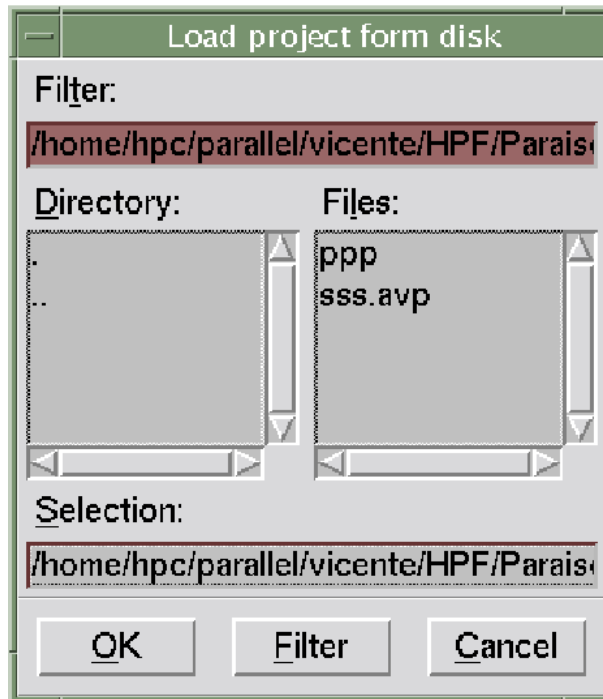 Load project form disk
Filter:
/home/hpc/parallel/vicente/HPF/Parais
Directory: Files:
. ppp
.. sss.avp
Selection:
/home/hpc/parallel/vicente/HPF/Parais
OK Filter Cancel